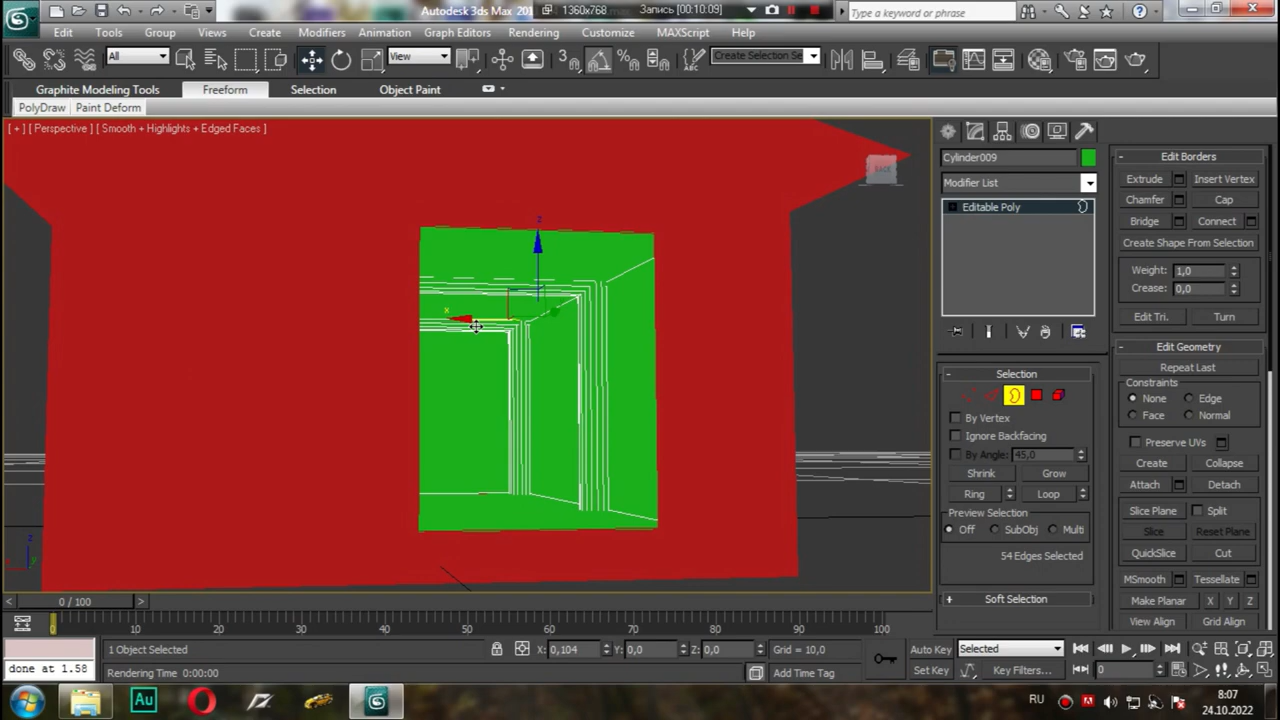 Autodesk 3ds Max 201
1360x768
Запись [00:10:09]
Type a keyword or phrase
Edit Tools Group Views Create Modifiers Animation Graph Editors Rendering Customize MAXScript Help
All
View
Create Selection Se
Graphite Modeling Tools Freeform Selection Object Paint
PolyDraw Paint Deform
[ + ] [ Perspective ] [ Smooth + Highlights + Edged Faces ]
BACK
z
x
Cylinder009
Modifier List
Editable Poly
- Selection
By Vertex
Ignore Backfacing
By Angle: 45,0
Shrink Grow
Ring Loop
Preview Selection
Off SubObj Multi
54 Edges Selected
+ Soft Selection
- Edit Borders
Extrude Insert Vertex
Chamfer Cap
Bridge Connect
Create Shape From Selection
Weight: 1,0
Crease: 0,0
Edit Tri. Turn
- Edit Geometry
Repeat Last
Constraints
None Edge
Face Normal
Preserve UVs
Create Collapse
Attach Detach
Slice Plane Split
Slice Reset Plane
QuickSlice Cut
MSmooth Tessellate
Make Planar X Y Z
View Align Grid Align
0 / 100
0 10 20 30 40 50 60 70 80 90 100
1 Object Selected
X: 0,104 Y: 0,0 Z: 0,0 Grid = 10,0
Auto Key Selected
done at 1.58
Rendering Time: 0:00:00
Add Time Tag
Set Key Key Filters... 0
Au
RU
8:07
24.10.2022